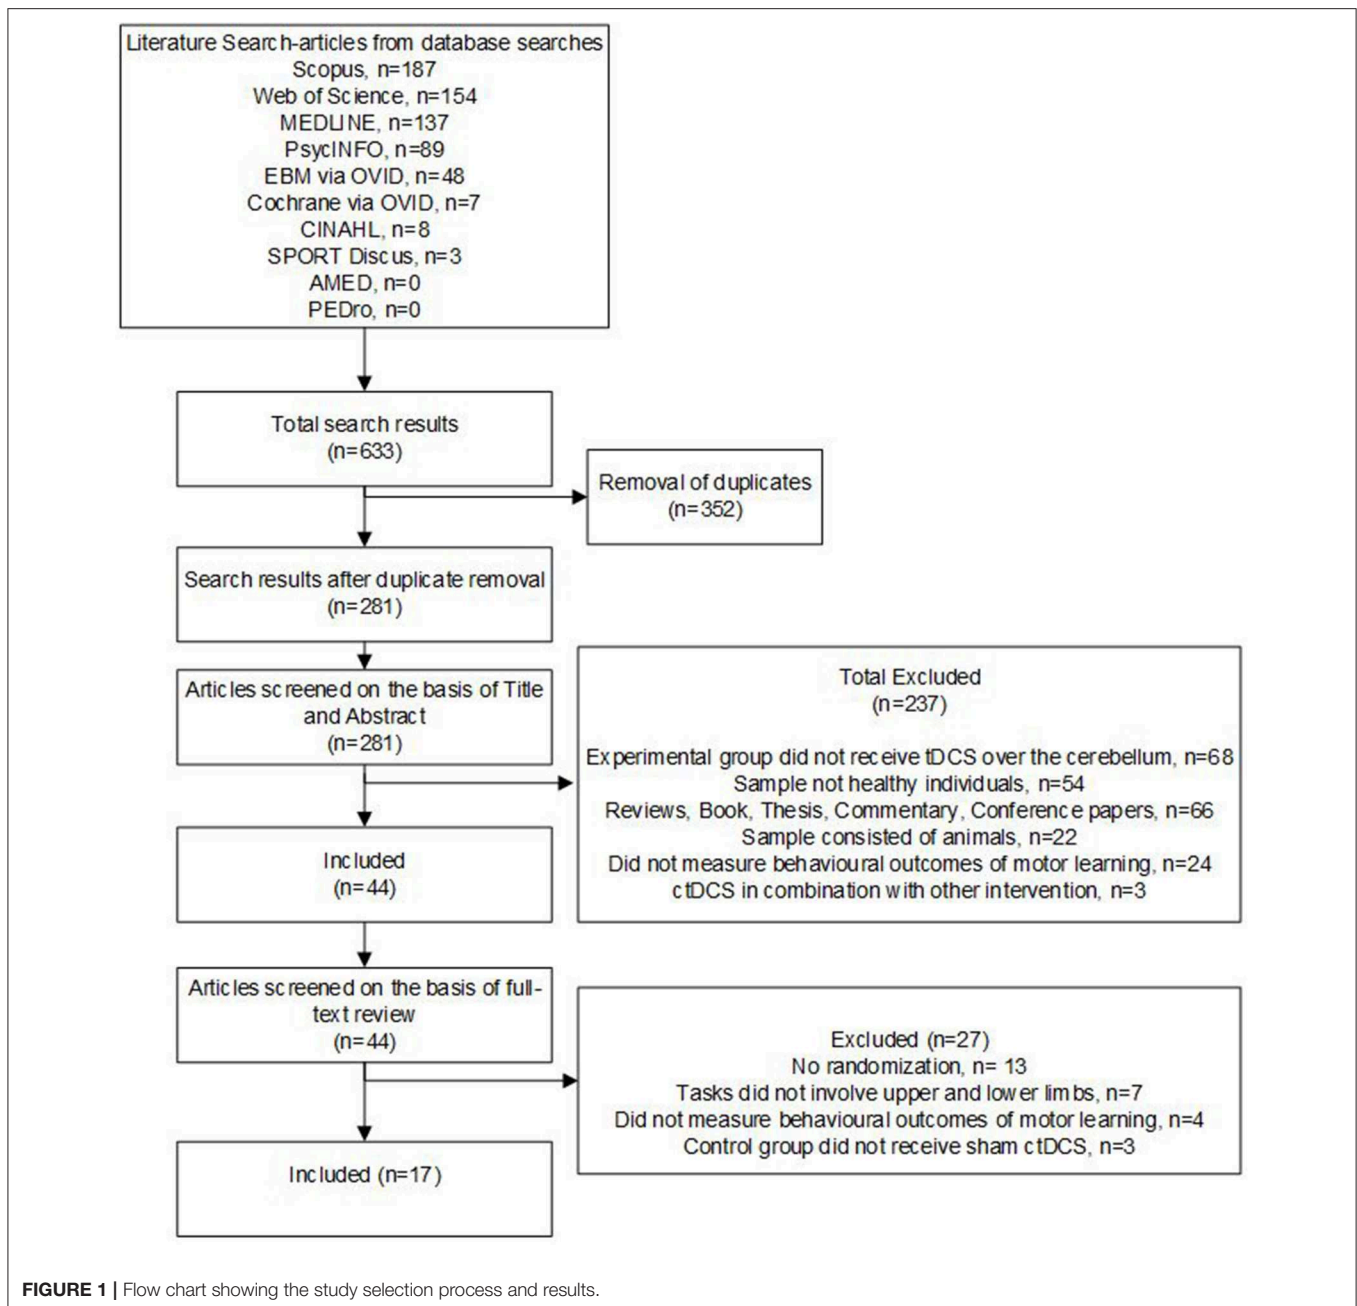 Literature Search-articles from database searches
Scopus, n=187
Web of Science, n=154
MEDLINE, n=137
PsycINFO, n=89
EBM via OVID, n=48
Cochrane via OVID, n=7
CINAHL, n=8
SPORT Discus, n=3
AMED, n=0
PEDro, n=0
Total search results
(n=633)
Removal of duplicates
(n=352)
Search results after duplicate removal
(n=281)
Articles screened on the basis of Title
and Abstract
(n=281)
Total Excluded
(n=237)
Experimental group did not receive tDCS over the cerebellum, n=68
Sample not healthy individuals, n=54
Reviews, Book, Thesis, Commentary, Conference papers, n=66
Sample consisted of animals, n=22
Did not measure behavioural outcomes of motor learning, n=24
ctDCS in combination with other intervention, n=3
Included
(n=44)
Articles screened on the basis of full-
text review
(n=44)
Excluded (n=27)
No randomization, n= 13
Tasks did not involve upper and lower limbs, n=7
Did not measure behavioural outcomes of motor learning, n=4
Control group did not receive sham ctDCS, n=3
Included (n=17)
FIGURE 1 | Flow chart showing the study selection process and results.